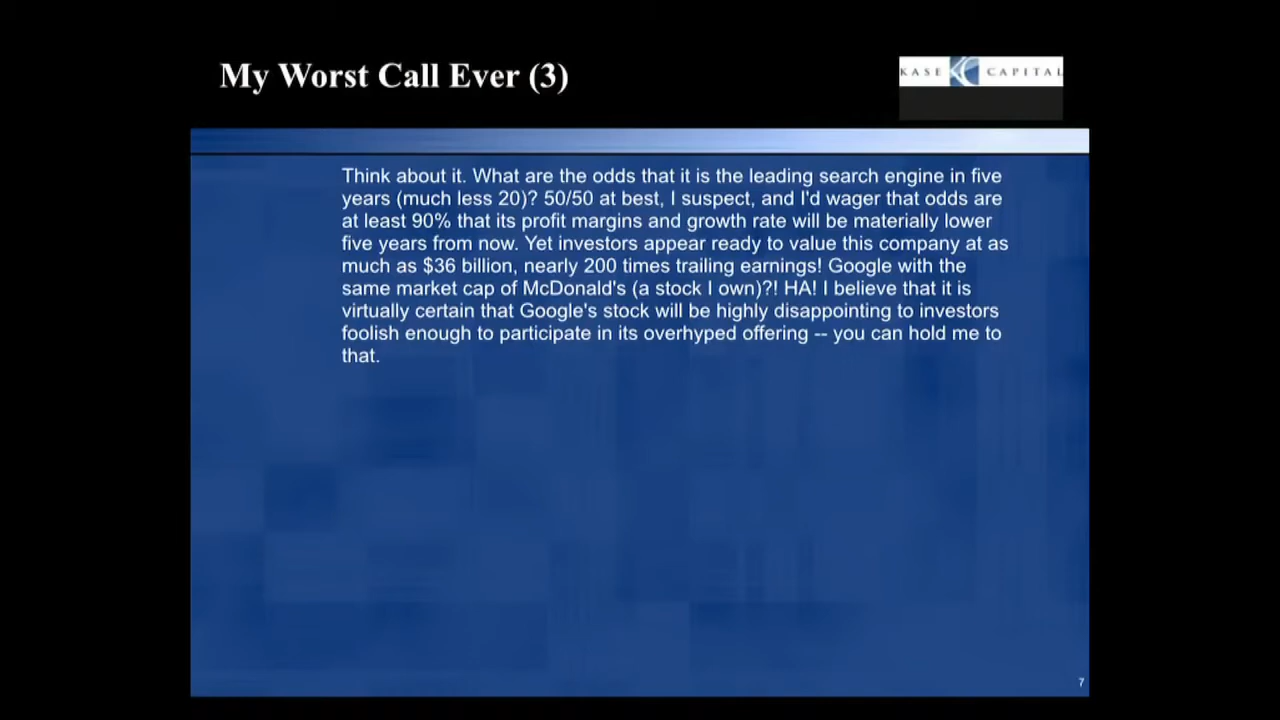 My Worst Call Ever (3)
KASE CAPITAL
Think about it. What are the odds that it is the leading search engine in five
years (much less 20)? 50/50 at best, I suspect, and I'd wager that odds are
at least 90% that its profit margins and growth rate will be materially lower
five years from now. Yet investors appear ready to value this company at as
much as $36 billion, nearly 200 times trailing earnings! Google with the
same market cap of McDonald's (a stock I own)?! HA! I believe that it is
virtually certain that Google's stock will be highly disappointing to investors
foolish enough to participate in its overhyped offering -- you can hold me to
that.
7